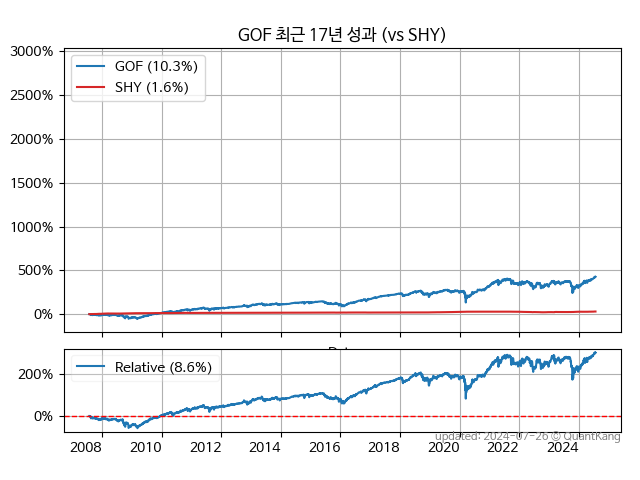 GOF 최근 17년 성과 (vs SHY)
3000%
2500%
2000%
1500%
1000%
500%
0%
GOF (10.3%)
SHY (1.6%)
200%
0%
Relative (8.6%)
2008 2010 2012 2014 2016 2018 2020 2022 2024
updated: 2024-07-26 © QuantKang